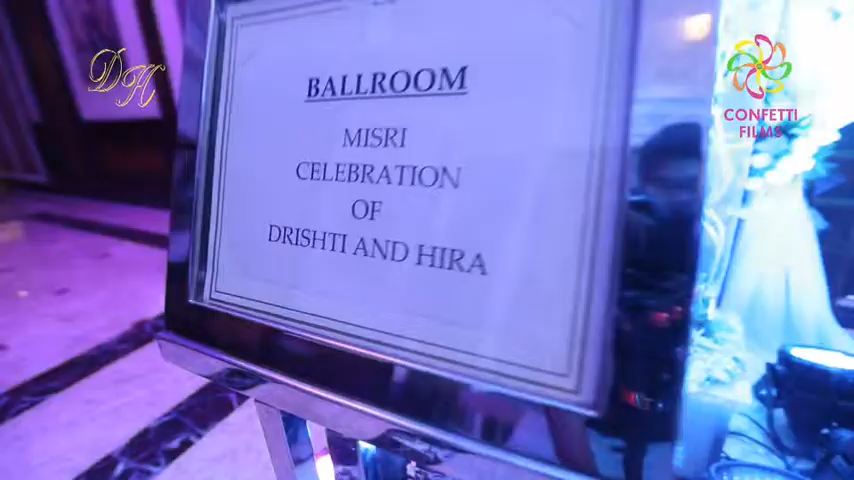 DH
CONFETTI
FILMS
BALLROOM
MISRI
CELEBRATION
OF
DRISHTI AND HIRA